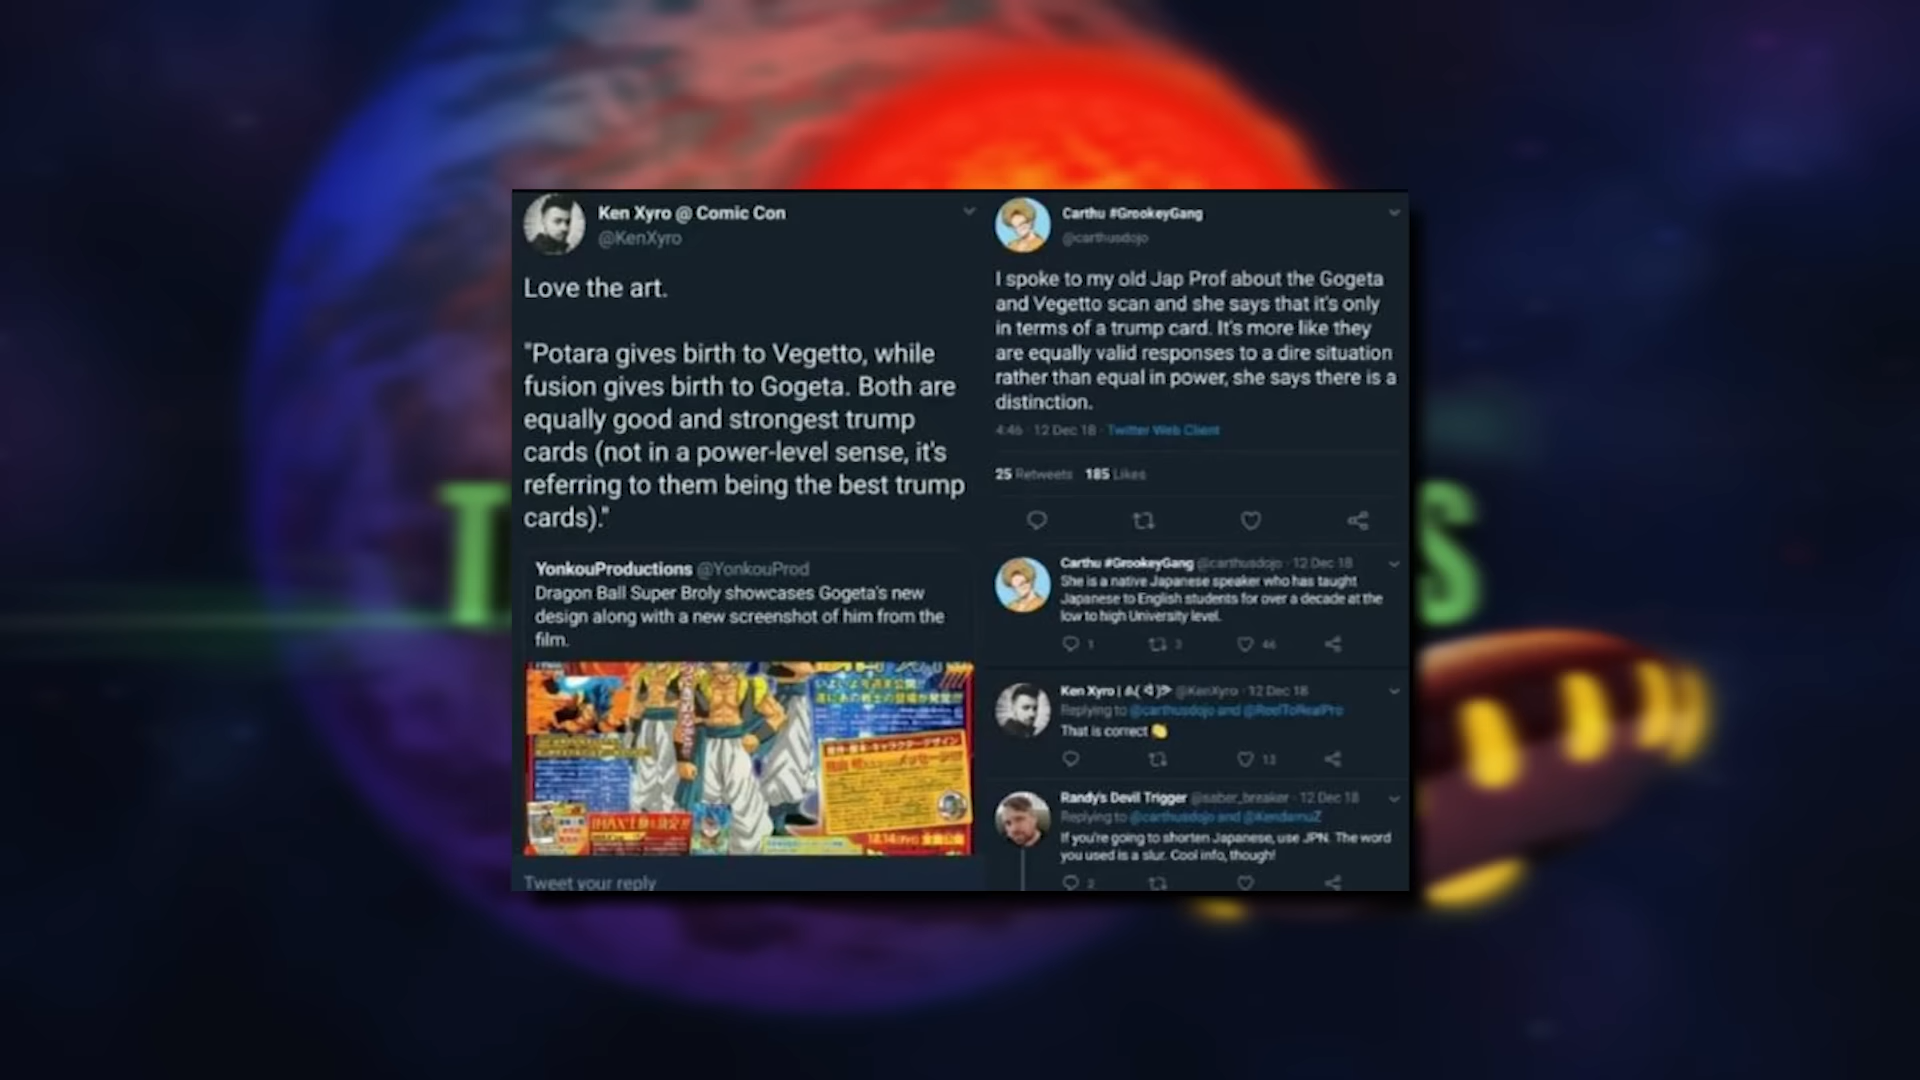 Ken Xyro @ Comic Con
@KenXyro
Love the art.
"Potara gives birth to Vegetto, while
fusion gives birth to Gogeta. Both are
equally good and strongest trump
cards (not in a power-level sense, it's
referring to them being the best trump
cards)."
YonkouProductions @YonkouProd
Dragon Ball Super Broly showcases Gogeta's new
design along with a new screenshot of him from the
film.
12.14
Tweet your reply
Carthu #GrookeyGang
@carthusdojo
I spoke to my old Jap Prof about the Gogeta
and Vegetto scan and she says that it's only
in terms of a trump card. It's more like they
are equally valid responses to a dire situation
rather than equal in power, she says there is a
distinction.
4:46 · 12 Dec 18 · Twitter Web Client
25 Retweets 185 Likes
Carthu #GrookeyGang @carthusdojo · 12 Dec 18
She is a native Japanese speaker who has taught
Japanese to English students for over a decade at the
low to high University level.
1 3 44
Ken Xyro | @KenXyro · 12 Dec 18
Replying to @carthusdojo and @ReelToRealPro
That is correct 👏
13
Randy's Devil Trigger @saber_breaker · 12 Dec 18
Replying to @carthusdojo and @KendamuZ
If you're going to shorten Japanese, use JPN. The word
you used is a slur. Cool info, though!
2